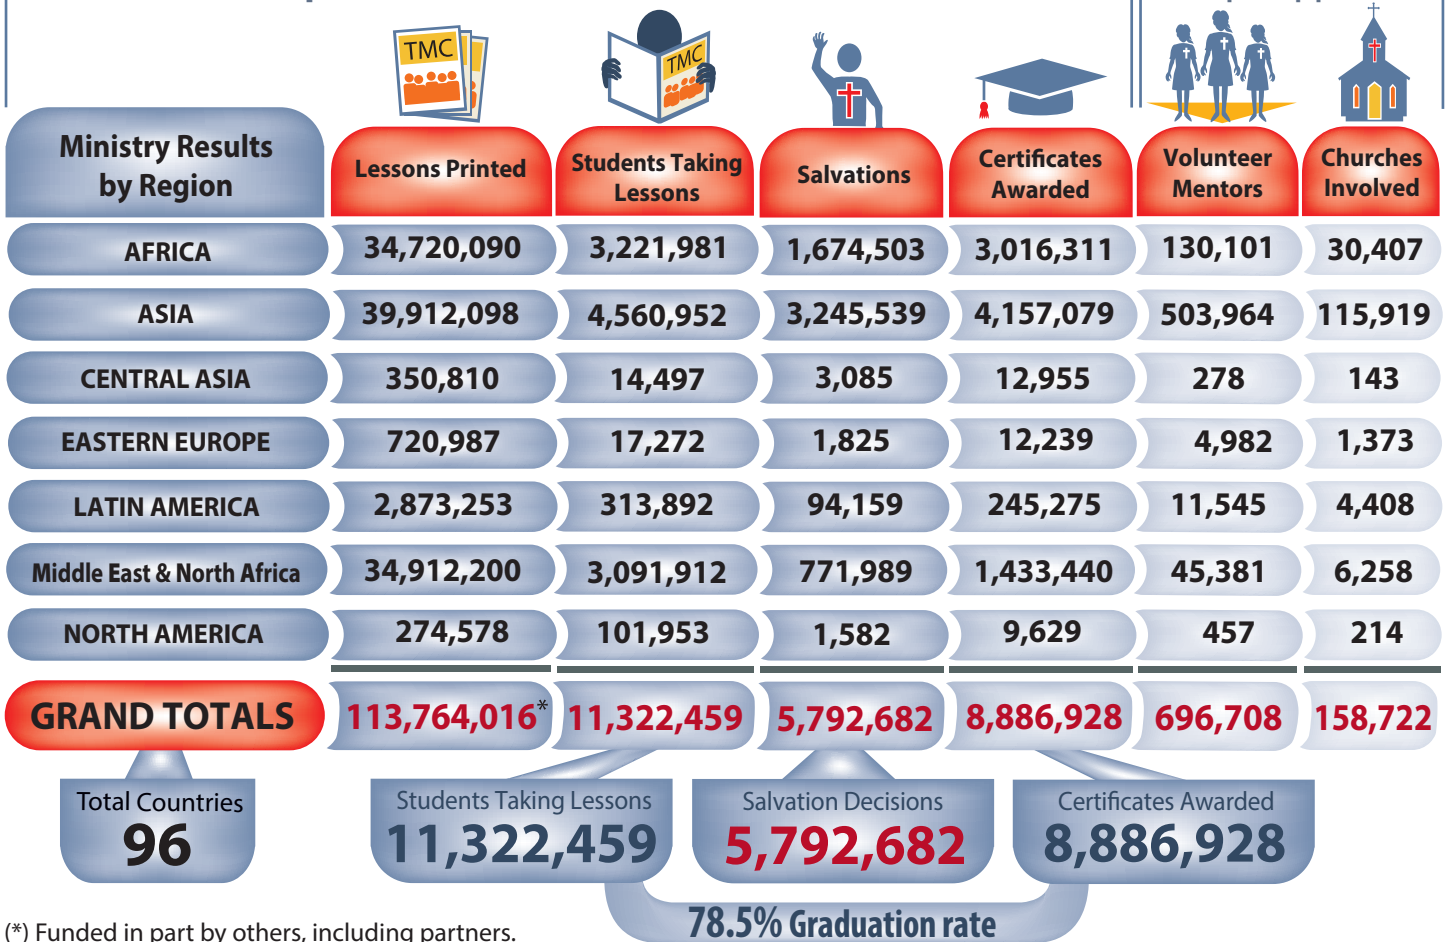 TMC
TMC
Ministry Results
by Region
Lessons Printed
Students Taking
Lessons
Salvations
Certificates
Awarded
Volunteer
Mentors
Churches
Involved
AFRICA 34,720,090 3,221,981 1,674,503 3,016,311 130,101 30,407
ASIA 39,912,098 4,560,952 3,245,539 4,157,079 503,964 115,919
CENTRAL ASIA 350,810 14,497 3,085 12,955 278 143
EASTERN EUROPE 720,987 17,272 1,825 12,239 4,982 1,373
LATIN AMERICA 2,873,253 313,892 94,159 245,275 11,545 4,408
Middle East & North Africa 34,912,200 3,091,912 771,989 1,433,440 45,381 6,258
NORTH AMERICA 274,578 101,953 1,582 9,629 457 214
GRAND TOTALS 113,764,016* 11,322,459 5,792,682 8,886,928 696,708 158,722
Total Countries
96
Students Taking Lessons
11,322,459
Salvation Decisions
5,792,682
Certificates Awarded
8,886,928
78.5% Graduation rate
(*) Funded in part by others, including partners.